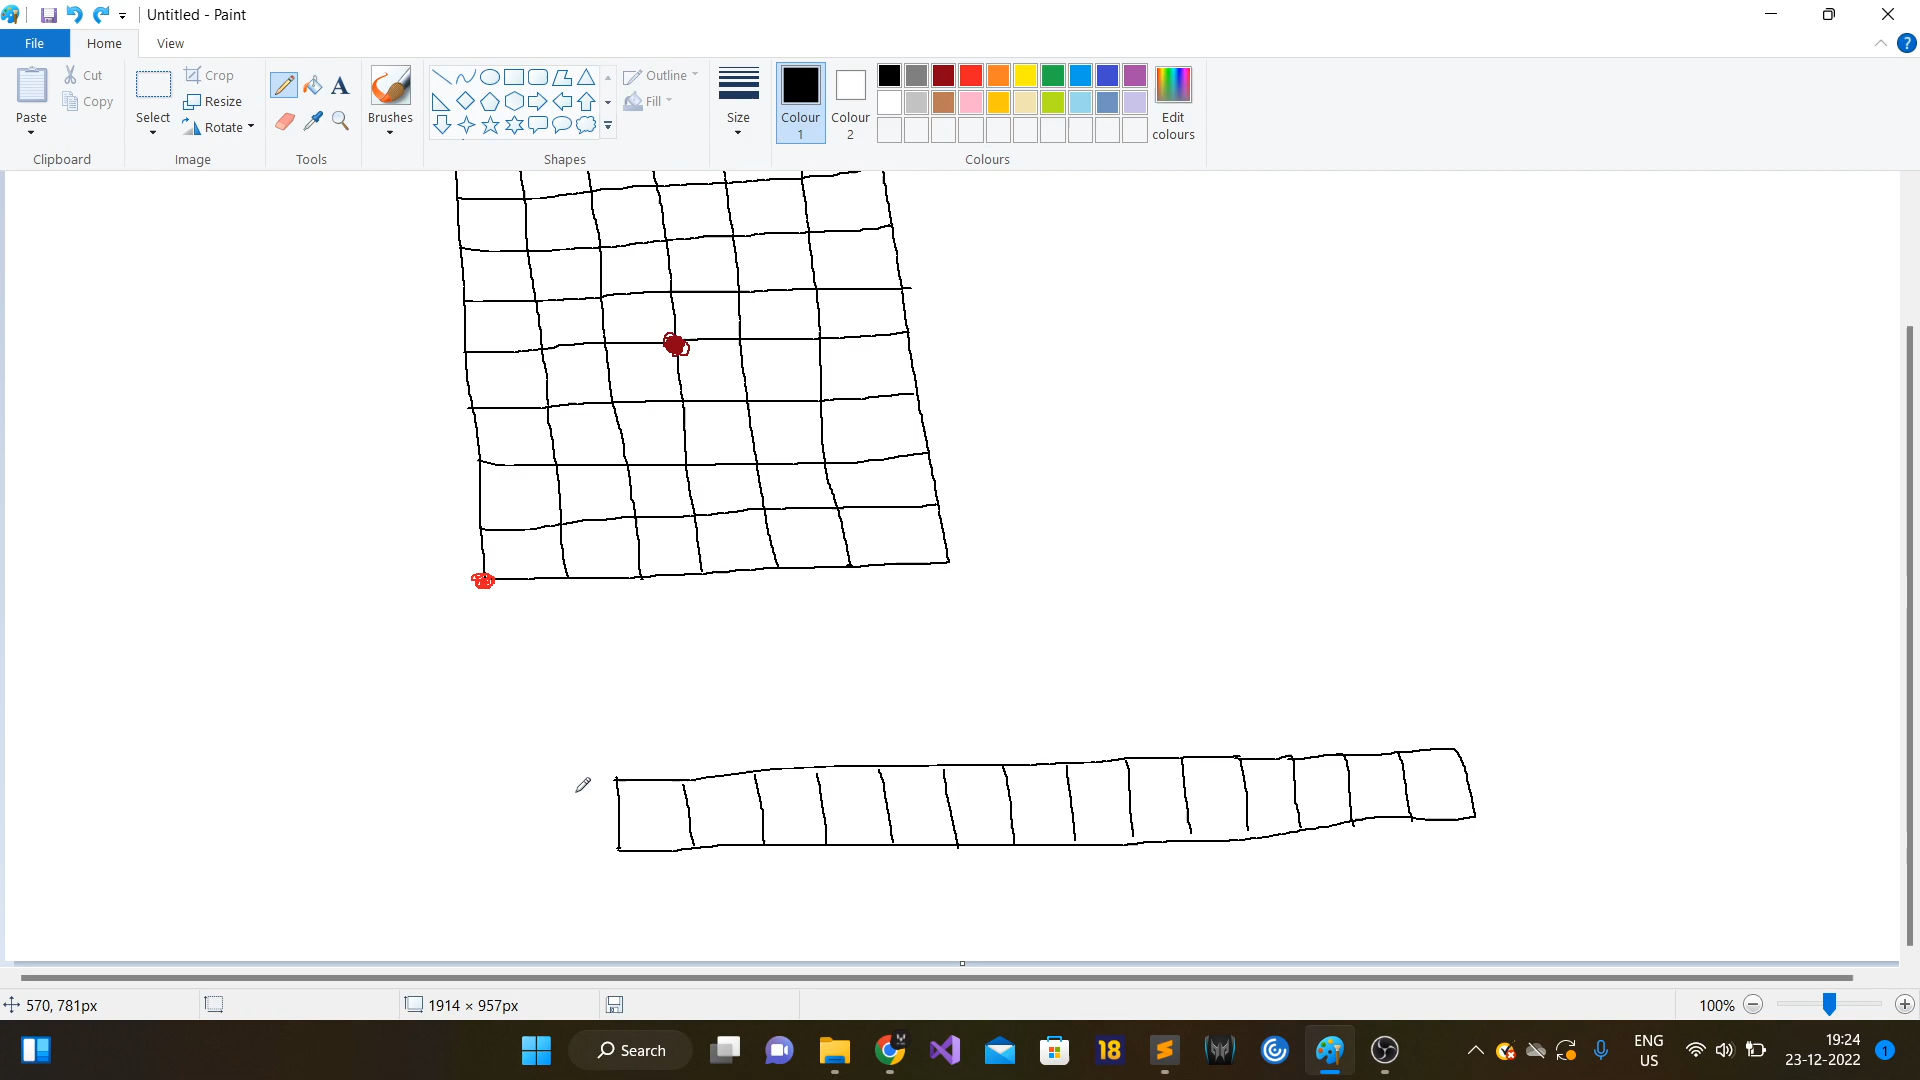 Untitled - Paint
File
Home
View
Paste
Cut
Copy
Clipboard
Select
Crop
Resize
Rotate
Image
Tools
Brushes
Shapes
Outline
Fill
Size
Colour 1
Colour 2
Edit colours
Colours
570, 781px
1914 × 957px
100%
Search
18
ENG
US
19:24
23-12-2022
1